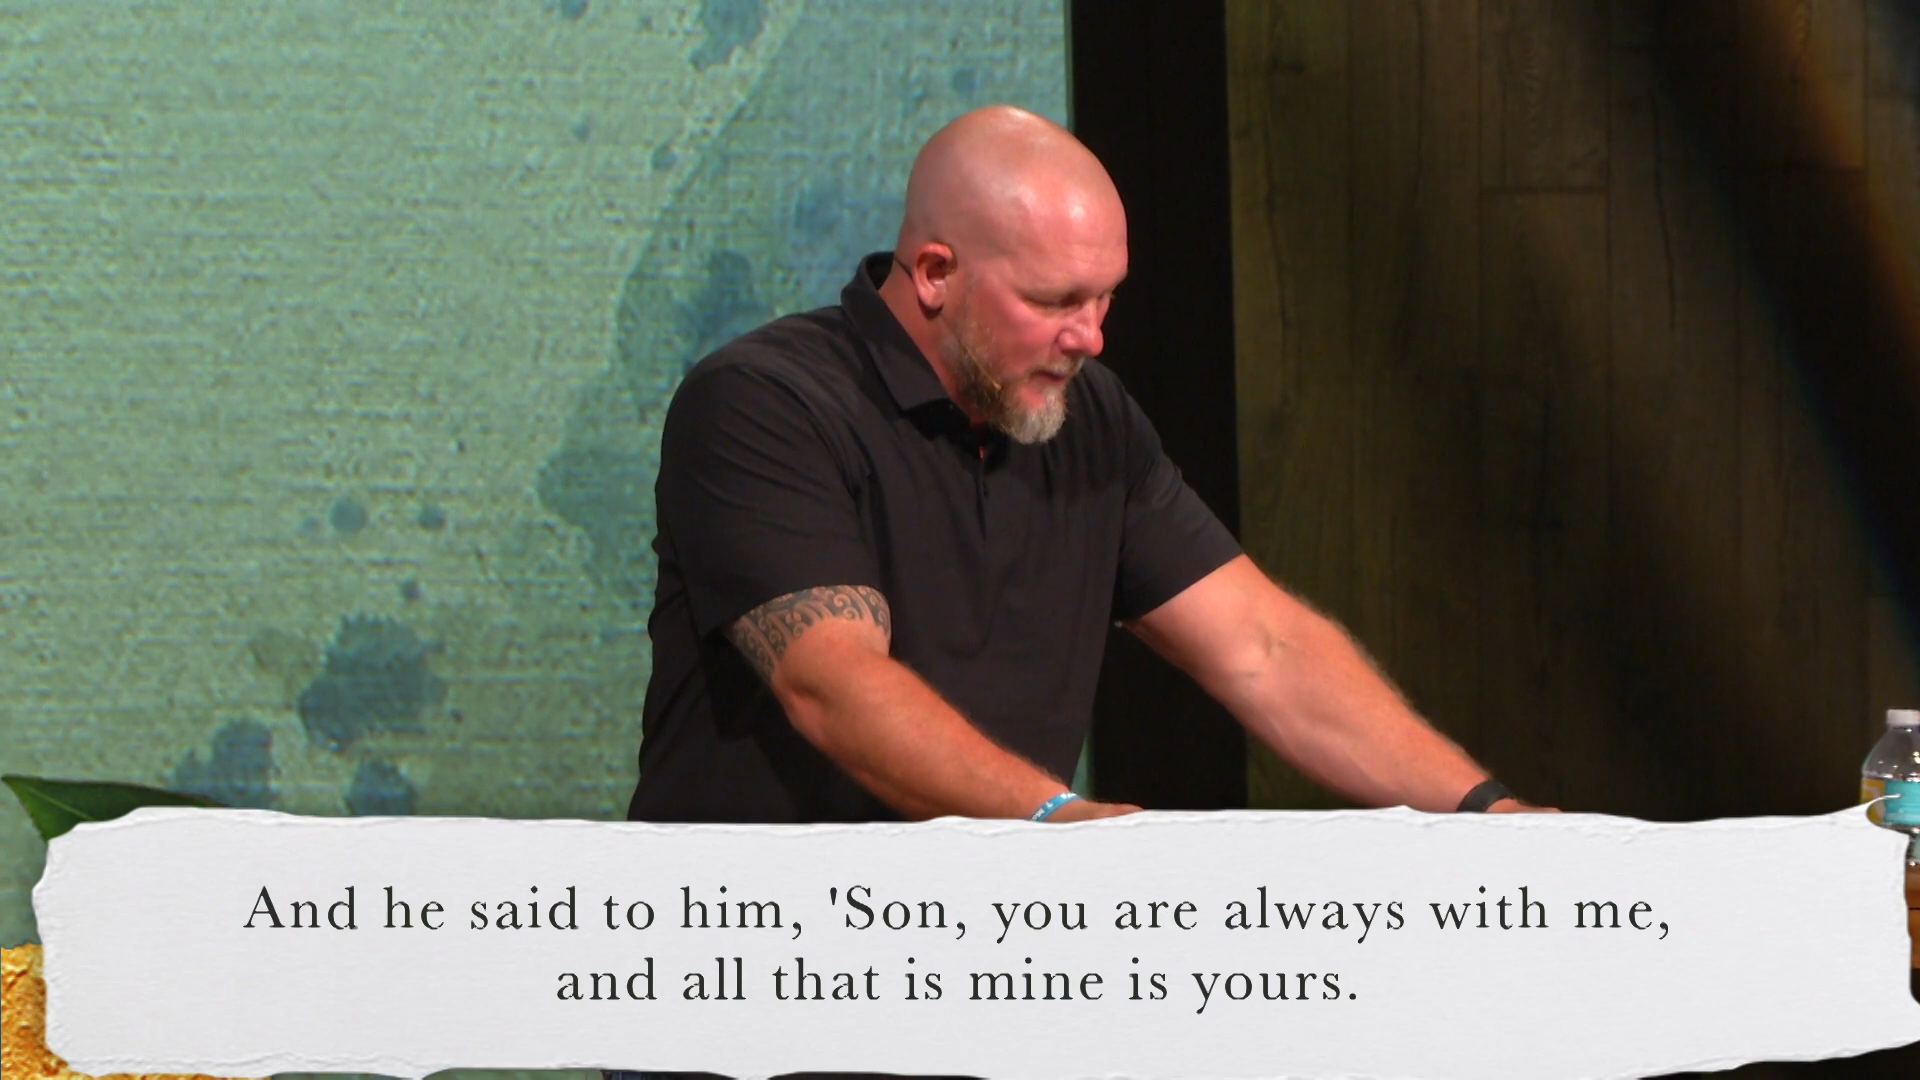 And he said to him, 'Son, you are always with me,
and all that is mine is yours.